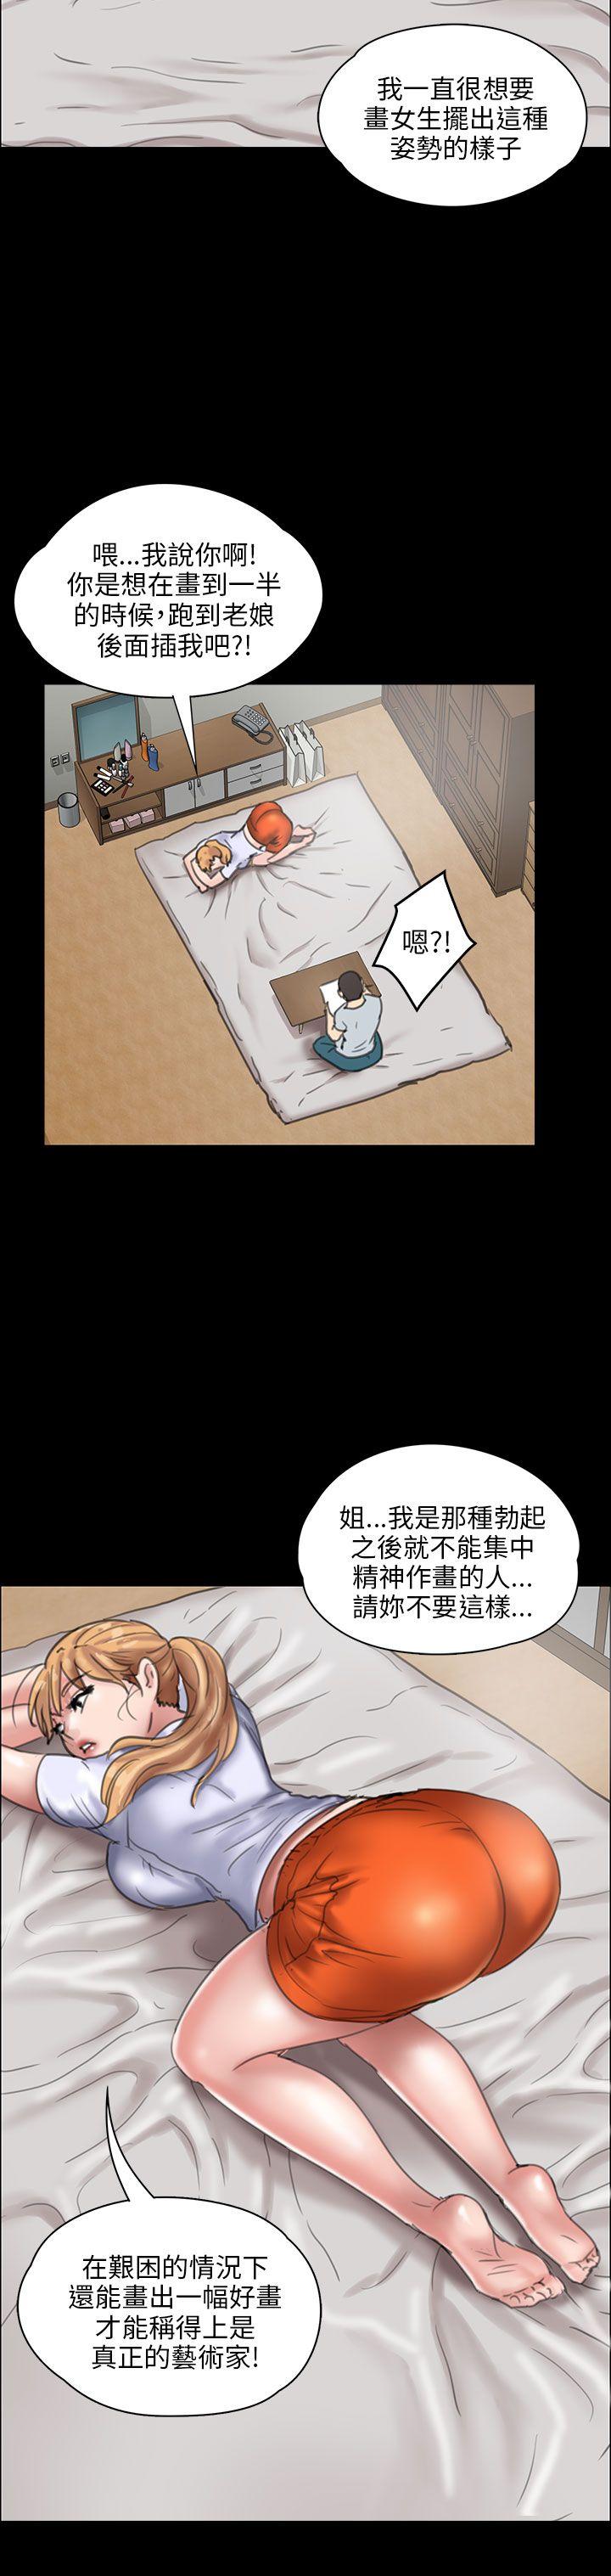 我一直很想要
畫女生擺出這種
姿勢的樣子
喂...我說你啊!
你是想在畫到一半
的時候,跑到老娘
後面插我吧?!
嗯?!
姐...我是那種勃起
之後就不能集中
精神作畫的人...
請妳不要這樣...
在艱困的情況下
還能畫出一幅好畫
才能稱得上是
真正的藝術家!